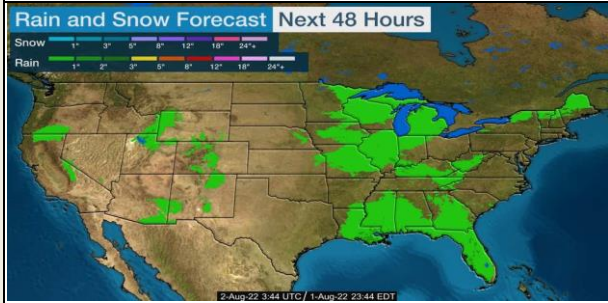 Rain and Snow Forecast Next 48 Hours
Snow
1" 3" 5" 8" 12" 18" 24"+
Rain
1" 2" 3" 5" 8" 12" 18" 24"+
2-Aug-22 3:44 UTC / 1-Aug-22 23:44 EDT